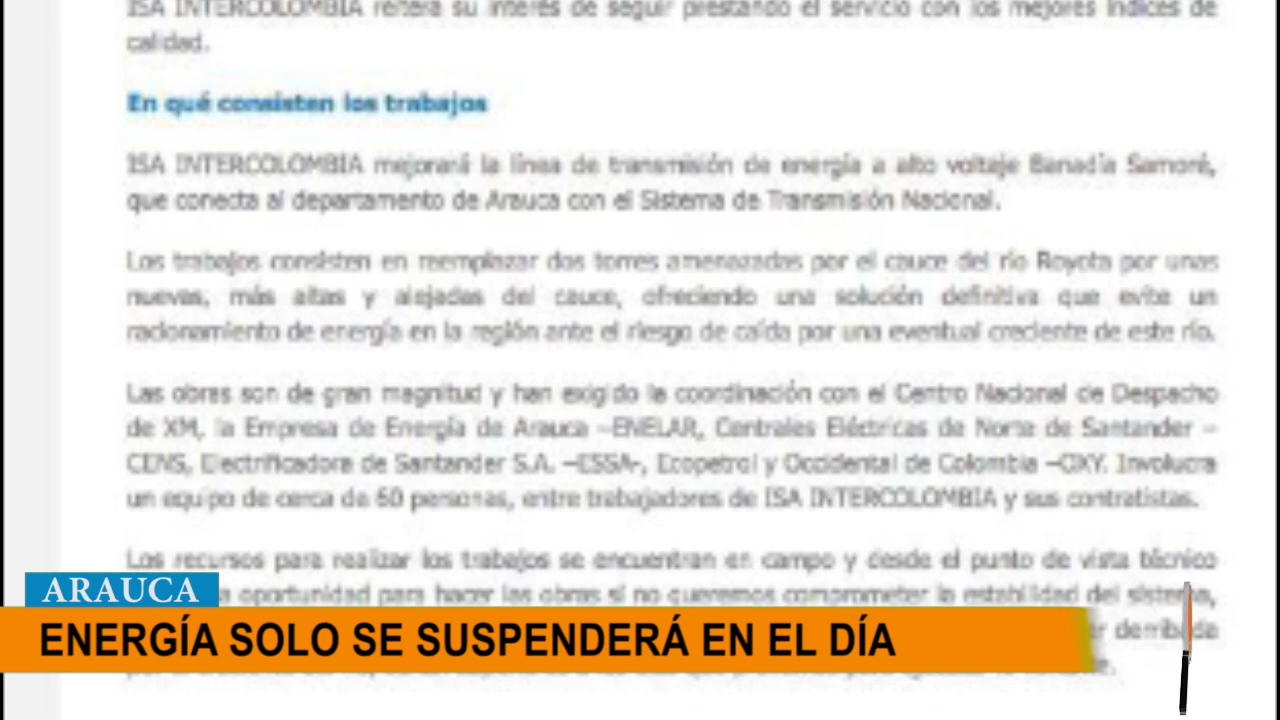 ISA INTERCOLOMBIA reitera su interés de seguir prestando el servicio con los mejores índices de
calidad.
En qué consisten los trabajos
ISA INTERCOLOMBIA mejorará la línea de transmisión de energía a alto voltaje Banadía Samoré,
que conecta al departamento de Arauca con el Sistema de Transmisión Nacional.
Los trabajos consisten en reemplazar dos torres amenazadas por el cauce del río Royota por unas
nuevas, más altas y alejadas del cauce, ofreciendo una solución definitiva que evite un
racionamiento de energía en la región ante el riesgo de caída por una eventual creciente de este río.
Las obras son de gran magnitud y han exigido la coordinación con el Centro Nacional de Despacho
de XM, la Empresa de Energía de Arauca –ENELAR, Centrales Eléctricas de Norte de Santander –
CENS, Electrificadora de Santander S.A. –ESSA-, Ecopetrol y Occidental de Colombia –OXY. Involucra
un equipo de cerca de 60 personas, entre trabajadores de ISA INTERCOLOMBIA y sus contratistas.
Los recursos para realizar los trabajos se encuentran en campo y desde el punto de vista técnico
oportunidad para hacer las obras si no queremos comprometer la estabilidad del sistema,
derribada
ARAUCA
ENERGÍA SOLO SE SUSPENDERÁ EN EL DÍA